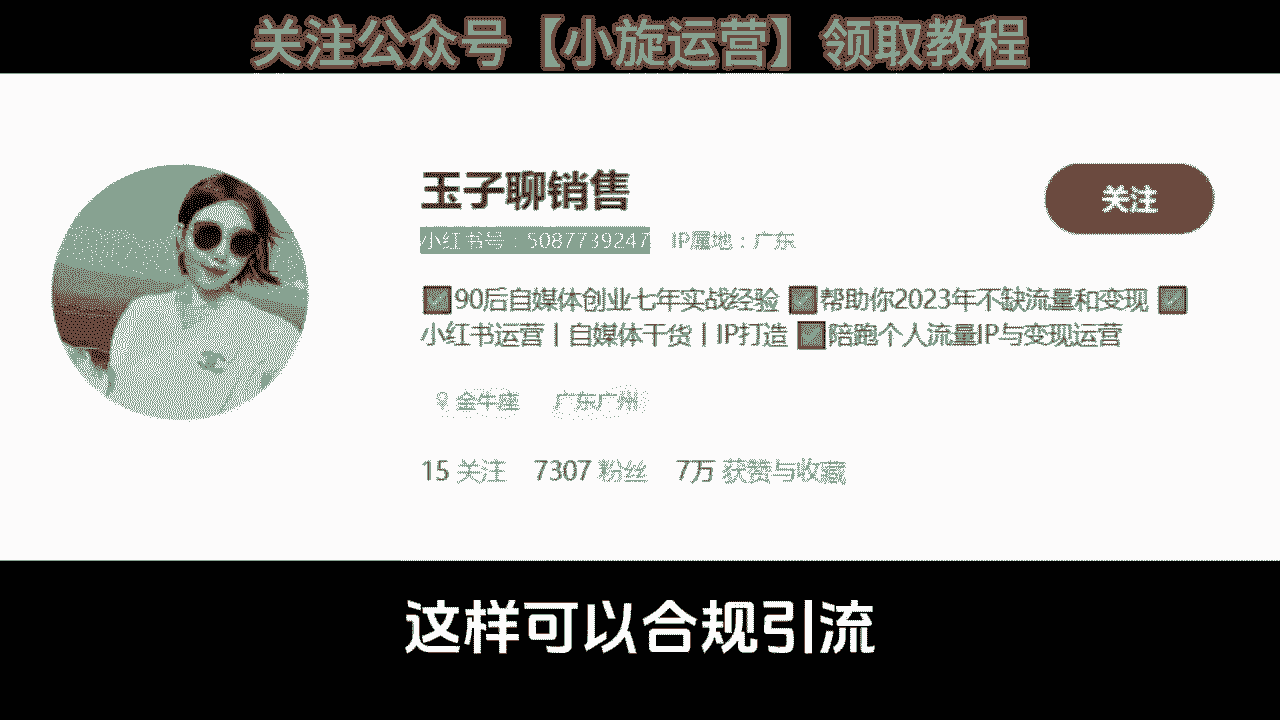 关注公众号【小旋运营】领取教程
玉子聊销售
关注
小红书号：5087739247 IP属地：广东
90后自媒体创业七年实战经验 帮助你2023年不缺流量和变现
小红书运营丨自媒体干货丨IP打造 陪跑个人流量IP与变现运营
金牛座 广东广州
15 关注 7307 粉丝 7万 获赞与收藏
这样可以合规引流